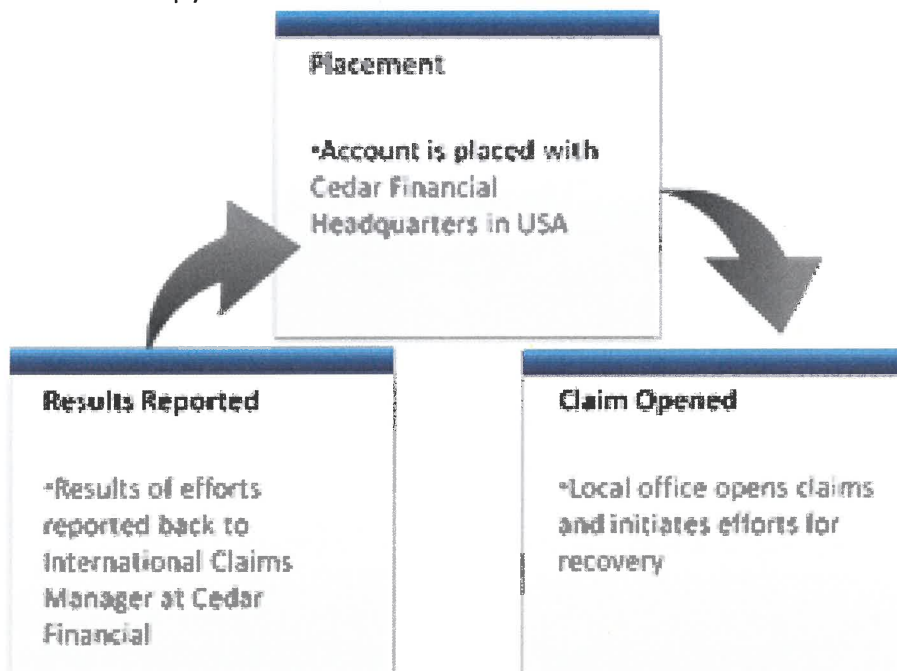 Placement
•Account is placed with
Cedar Financial
Headquarters in USA
Results Reported
•Results of efforts
reported back to
International Claims
Manager at Cedar
Financial
Claim Opened
•Local office opens claims
and initiates efforts for
recovery